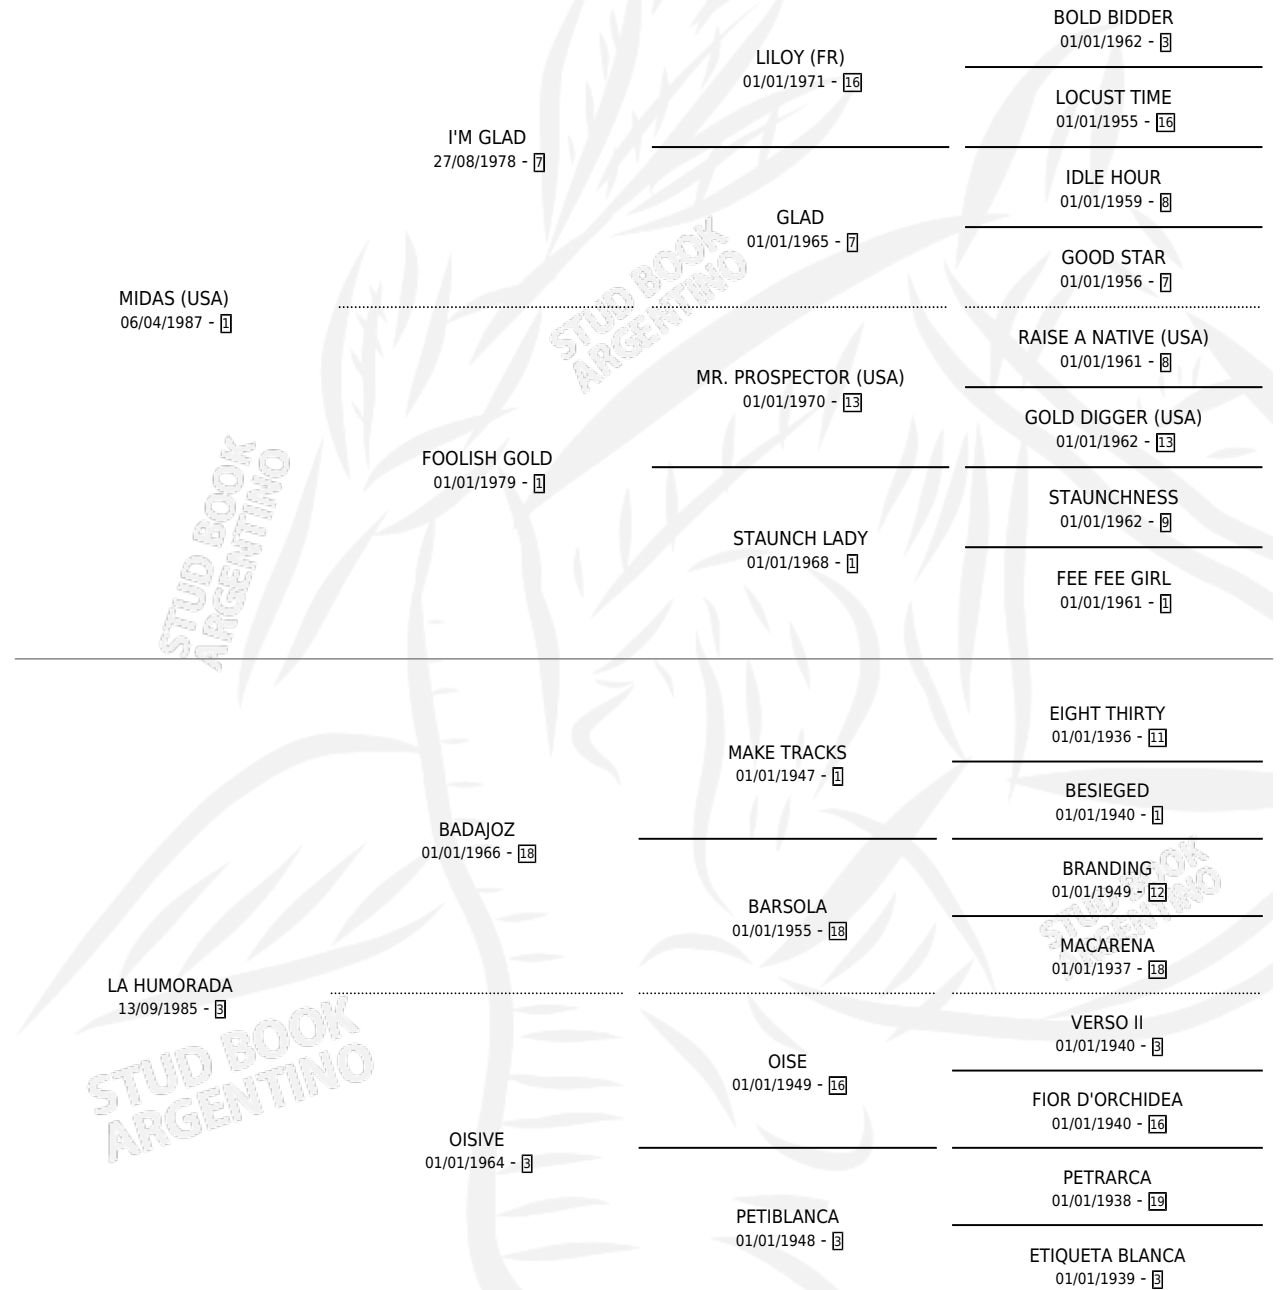 BOLD BIDDER
01/01/1962 - 3
LILOY (FR)
01/01/1971 - 16
LOCUST TIME
01/01/1955 - 16
I'M GLAD
27/08/1978 - 7
IDLE HOUR
01/01/1959 - 8
GLAD
01/01/1965 - 7
GOOD STAR
01/01/1956 - 7
MIDAS (USA)
06/04/1987 - 1
RAISE A NATIVE (USA)
01/01/1961 - 8
MR. PROSPECTOR (USA)
01/01/1970 - 13
GOLD DIGGER (USA)
01/01/1962 - 13
FOOLISH GOLD
01/01/1979 - 1
STAUNCHNESS
01/01/1962 - 9
STAUNCH LADY
01/01/1968 - 1
FEE FEE GIRL
01/01/1961 - 1
EIGHT THIRTY
01/01/1936 - 11
MAKE TRACKS
01/01/1947 - 1
BESIEGED
01/01/1940 - 1
BADAJOZ
01/01/1966 - 18
BRANDING
01/01/1949 - 12
BARSOLA
01/01/1955 - 18
MACARENA
01/01/1937 - 18
LA HUMORADA
13/09/1985 - 3
VERSO II
01/01/1940 - 3
OISE
01/01/1949 - 16
FIOR D'ORCHIDEA
01/01/1940 - 16
OISIVE
01/01/1964 - 3
PETRARCA
01/01/1938 - 19
PETIBLANCA
01/01/1948 - 3
ETIQUETA BLANCA
01/01/1939 - 3
STUD BOOK
ARGENTINO
STUD BOOK
ARGENTINO
STUD BOOK
ARGENTINO
STUD BOOK
ARGENTINO